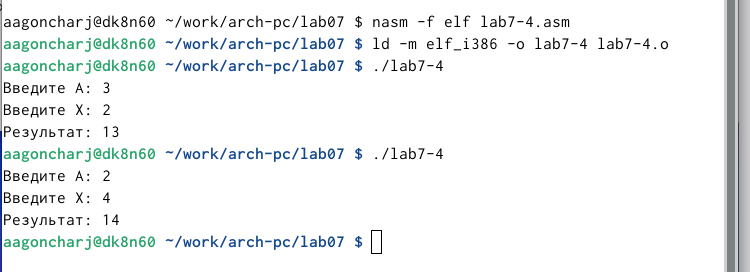 aagoncharj@dk8n60 ~/work/arch-pc/lab07 $ nasm -f elf lab7-4.asm
aagoncharj@dk8n60 ~/work/arch-pc/lab07 $ ld -m elf_i386 -o lab7-4 lab7-4.o
aagoncharj@dk8n60 ~/work/arch-pc/lab07 $ ./lab7-4
Введите А: 3
Введите Х: 2
Результат: 13
aagoncharj@dk8n60 ~/work/arch-pc/lab07 $ ./lab7-4
Введите А: 2
Введите Х: 4
Результат: 14
aagoncharj@dk8n60 ~/work/arch-pc/lab07 $